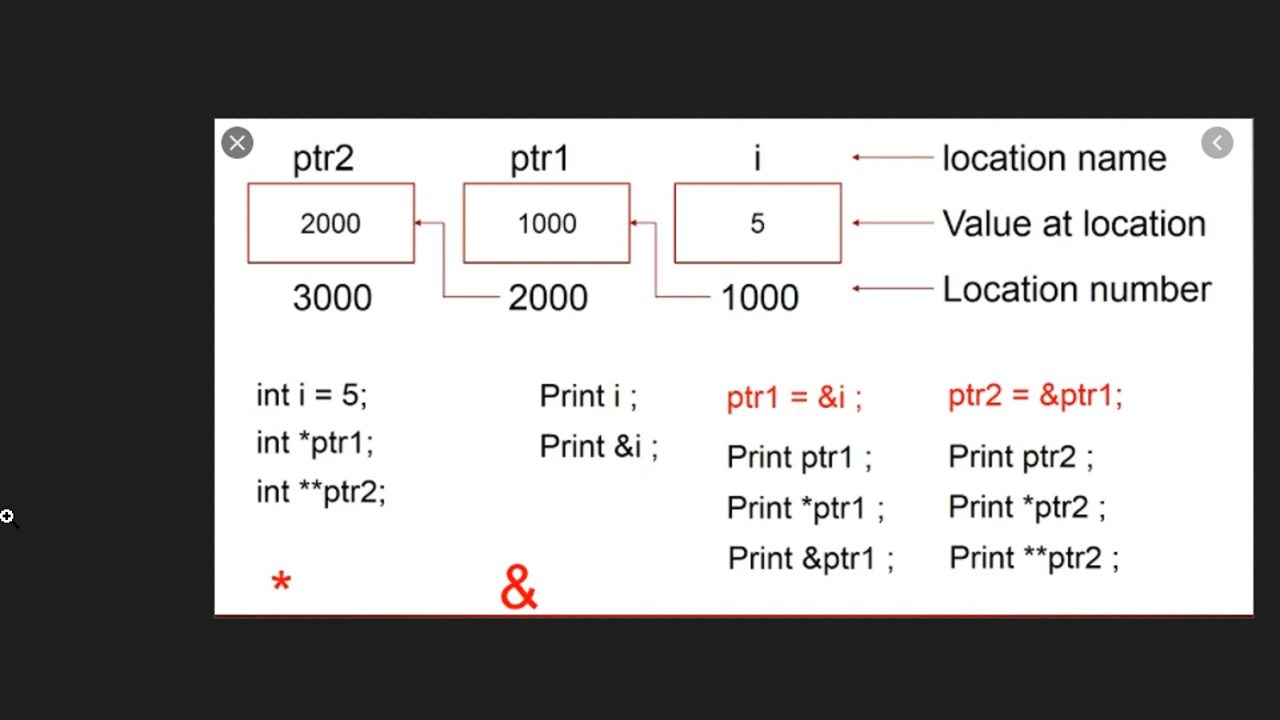 ptr2 ptr1 i location name
2000 1000 5 Value at location
3000 2000 1000 Location number
int i = 5; Print i ; ptr1 = &i ; ptr2 = &ptr1;
int *ptr1; Print &i ; Print ptr1 ; Print ptr2 ;
int **ptr2; Print *ptr1 ; Print *ptr2 ;
* & Print &ptr1 ; Print **ptr2 ;